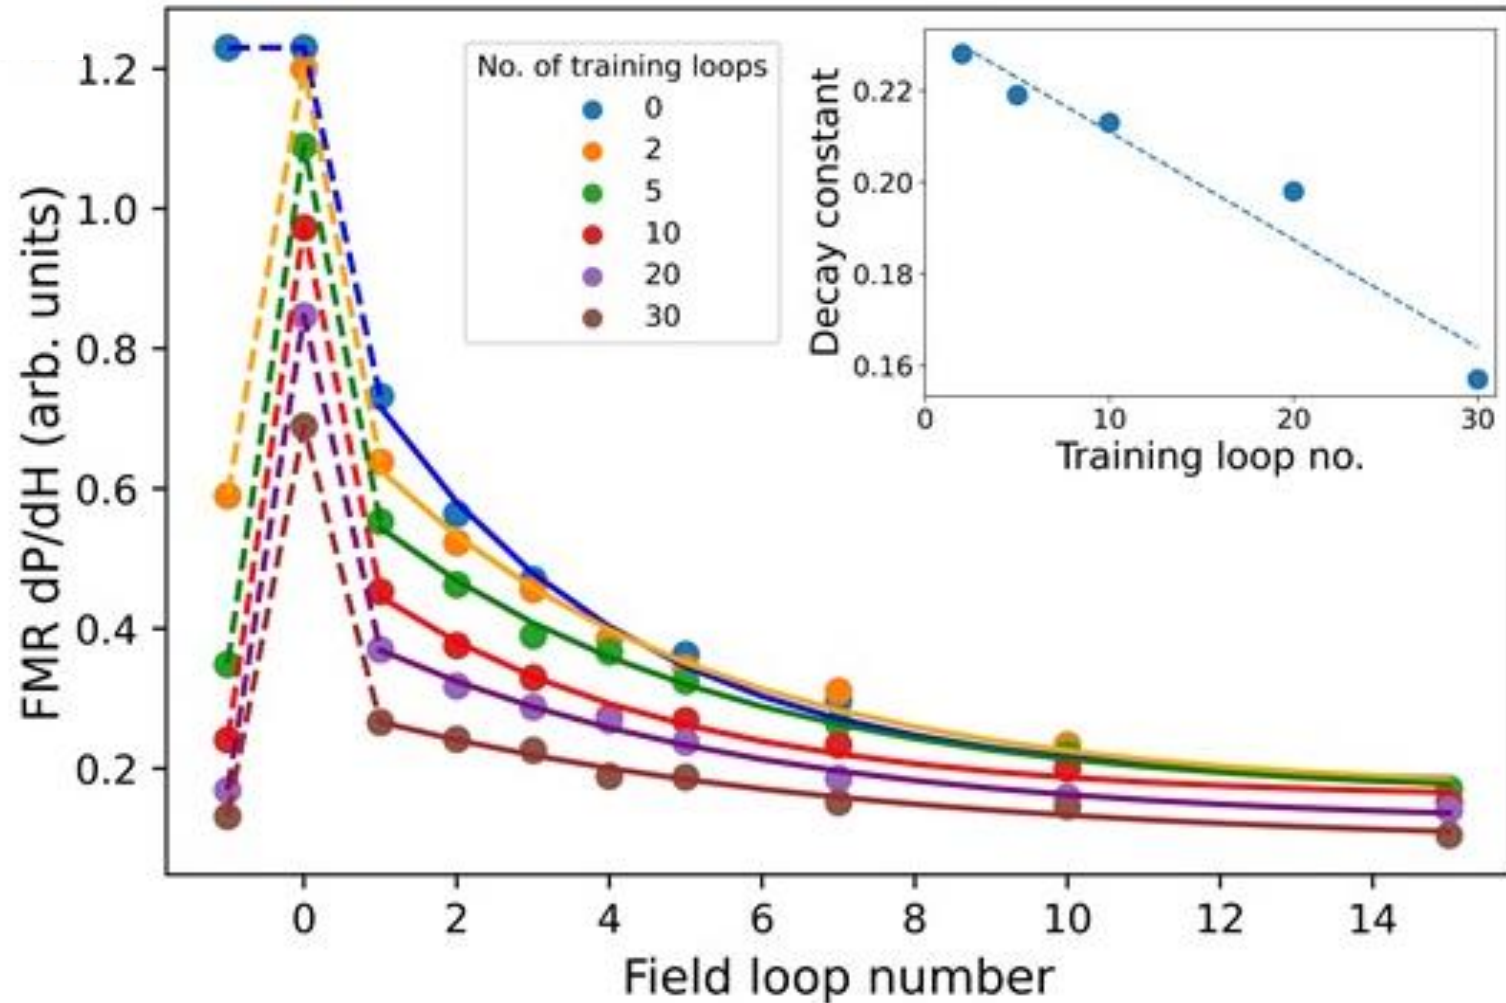 FMR dP/dH (arb. units)
1.2
1.0
0.8
0.6
0.4
0.2
0 2 4 6 8 10 12 14
Field loop number
No. of training loops
0
2
5
10
20
30
Decay constant
0.22
0.20
0.18
0.16
0 10 20 30
Training loop no.